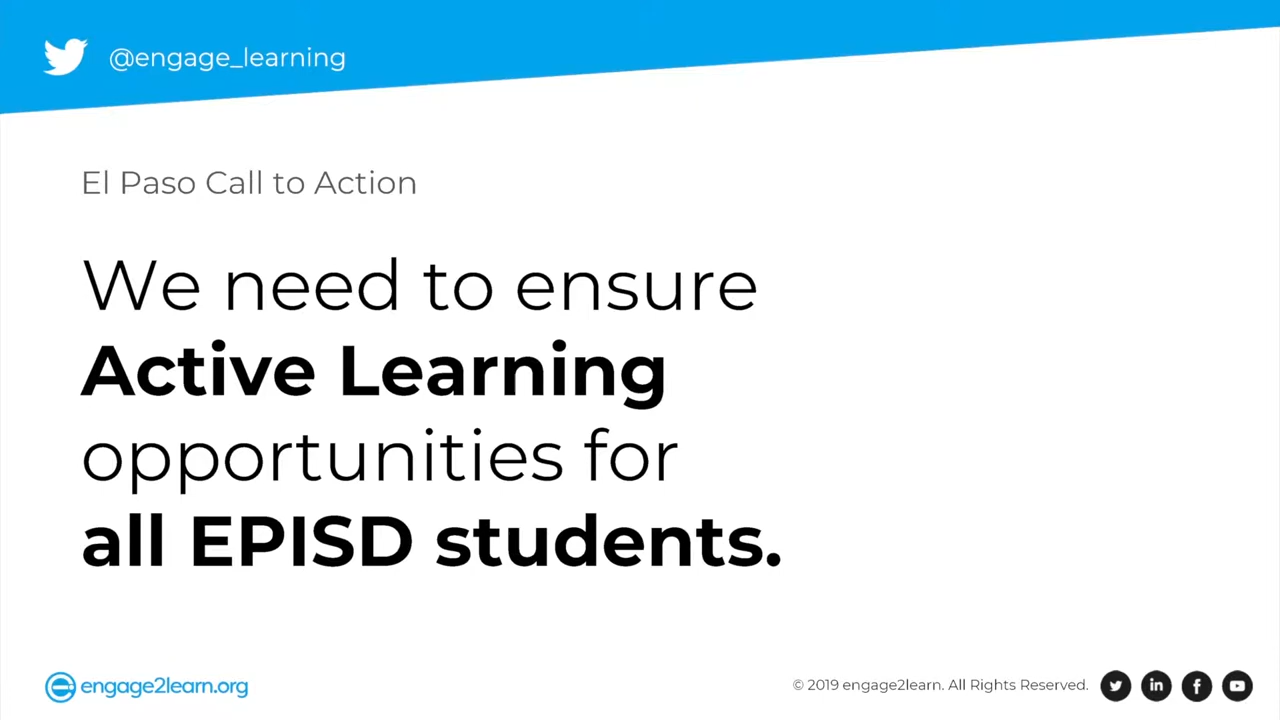 @engage_learning
El Paso Call to Action
We need to ensure
Active Learning
opportunities for
all EPISD students.
engage2learn.org
© 2019 engage2learn. All Rights Reserved.